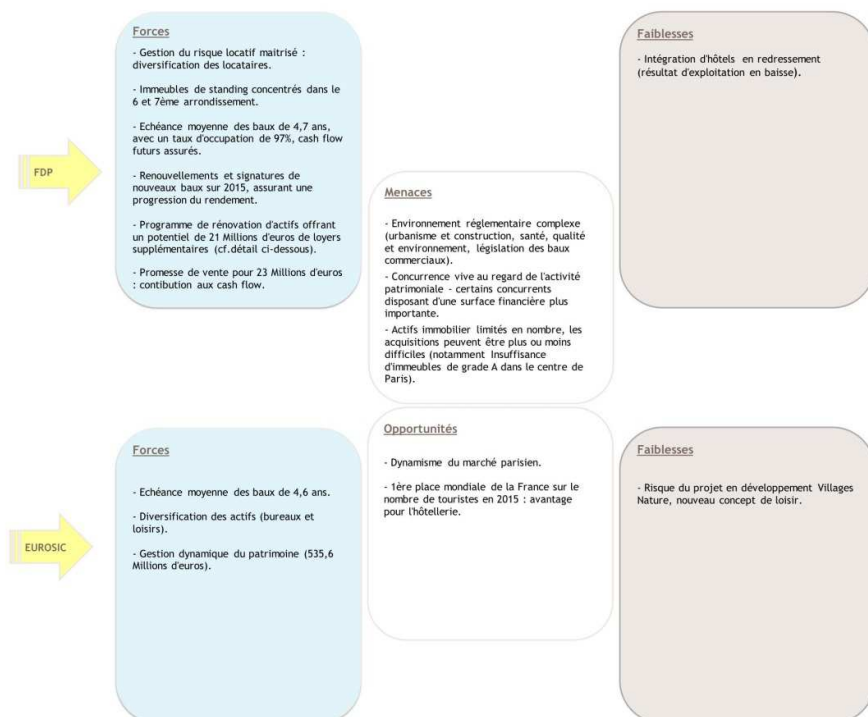 FDP
Forces
- Gestion du risque locatif maitrisé :
diversification des locataires.
- Immeubles de standing concentrés dans le
6 et 7ème arrondissement.
- Echéance moyenne des baux de 4,7 ans,
avec un taux d'occupation de 97%, cash flow
futurs assurés.
- Renouvellements et signatures de
nouveaux baux sur 2015, assurant une
progression du rendement.
- Programme de rénovation d'actifs offrant
un potentiel de 21 Millions d'euros de loyers
supplémentaires (cf.détail ci-dessous).
- Promesse de vente pour 23 Millions d'euros
: contibution aux cash flow.
Faiblesses
- Intégration d'hôtels en redressement
(résultat d'exploitation en baisse).
Menaces
- Environnement réglementaire complexe
(urbanisme et construction, santé, qualité
et environnement, législation des baux
commerciaux).
- Concurrence vive au regard de l'activité
patrimoniale - certains concurrents
disposant d'une surface financière plus
importante.
- Actifs immobilier limités en nombre, les
acquisitions peuvent être plus ou moins
difficiles (notamment Insuffisance
d'immeubles de grade A dans le centre de
Paris).
Opportunités
- Dynamisme du marché parisien.
- 1ère place mondiale de la France sur le
nombre de touristes en 2015 : avantage
pour l'hôtellerie.
EUROSIC
Forces
- Echéance moyenne des baux de 4,6 ans.
- Diversification des actifs (bureaux et
loisirs).
- Gestion dynamique du patrimoine (535,6
Millions d'euros).
Faiblesses
- Risque du projet en développement Villages
Nature, nouveau concept de loisir.